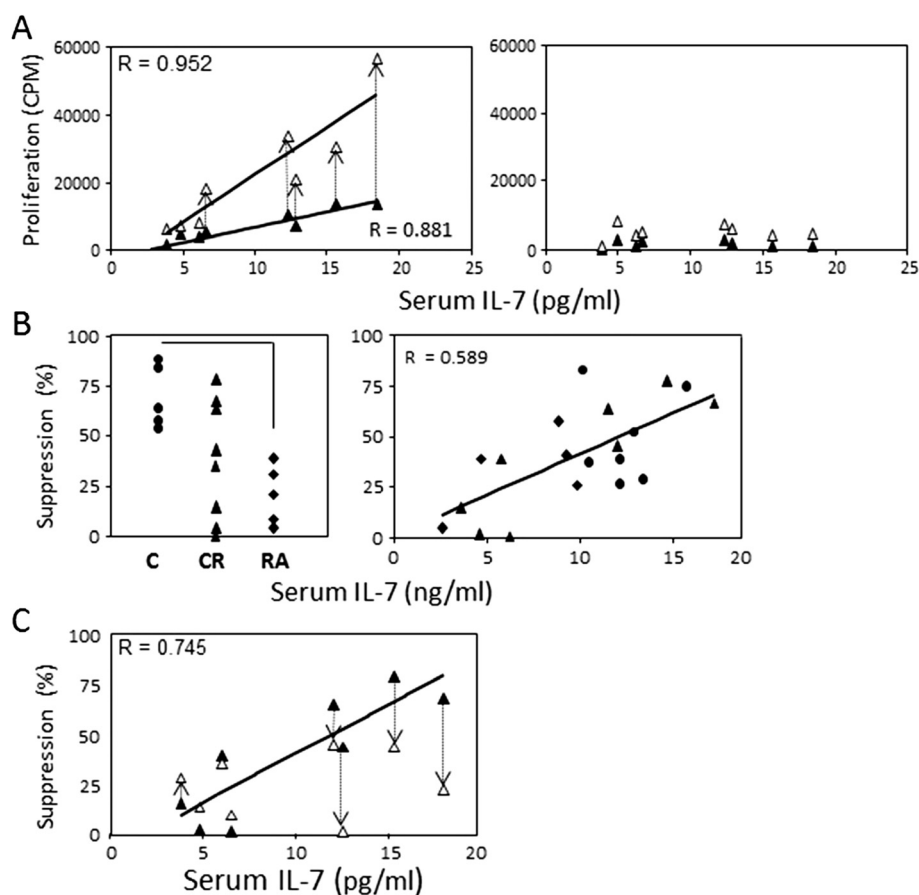 A
Proliferation (CPM)
60000
40000
20000
0
R = 0.952
R = 0.881
0 5 10 15 20 25
60000
40000
20000
0
0 5 10 15 20 25
Serum IL-7 (pg/ml)
B
Suppression (%)
100
75
50
25
0
C CR RA
100
75
50
25
0
R = 0.589
0 5 10 15 20
Serum IL-7 (ng/ml)
C
Suppression (%)
100
75
50
25
0
R = 0.745
0 5 10 15 20
Serum IL-7 (pg/ml)